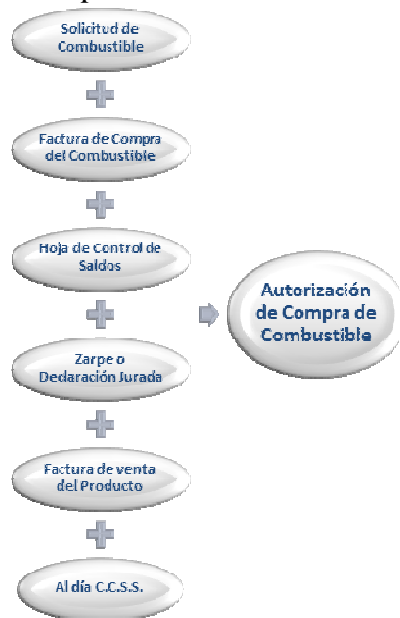 Solicitud de
Combustible
Factura de Compra
del Combustible
Hoja de Control de
Saldos
Zarpe o
Declaración Jurada
Factura de venta
del Producto
Al día C.C.S.S.
Autorización
de Compra de
Combustible